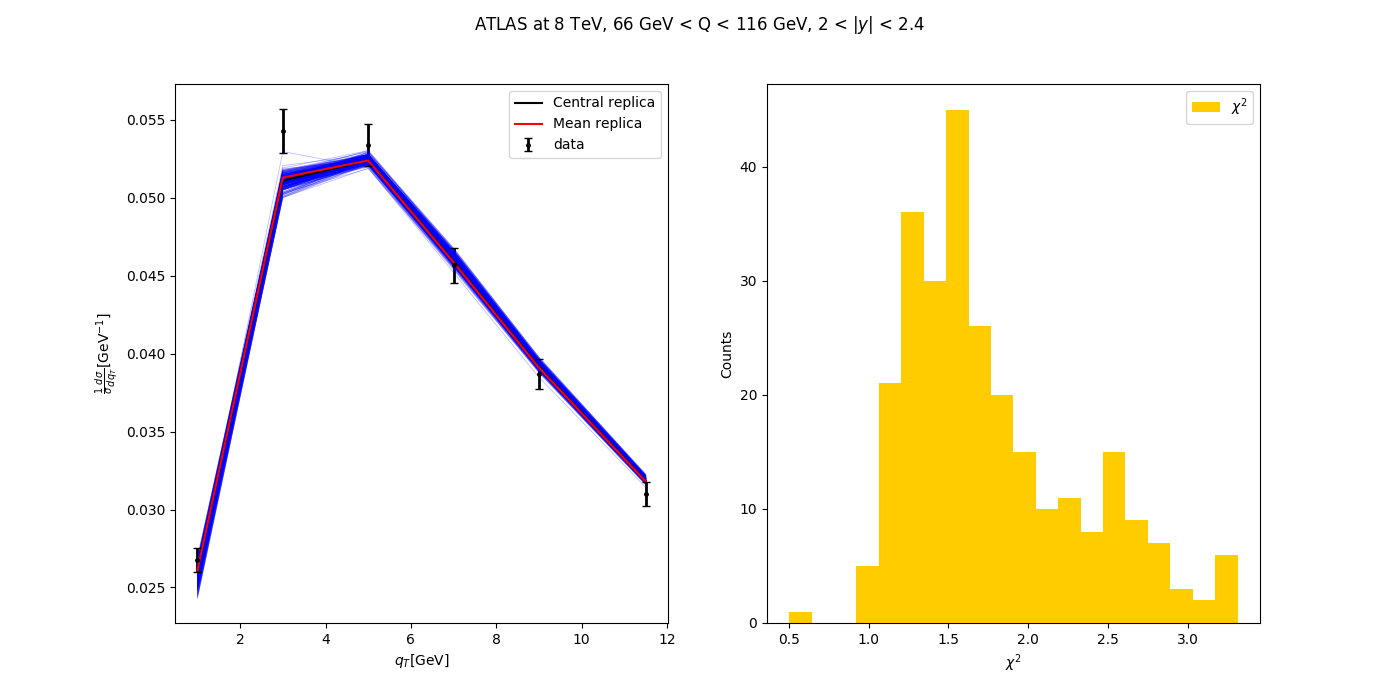 ATLAS at 8 TeV, 66 GeV < Q < 116 GeV, 2 < |y| < 2.4
Central replica
Mean replica
data
0.055
0.050
0.045
0.040
0.035
0.030
0.025
2
4
6
8
10
12
q_T[GeV]
\frac{1}{σ}\frac{dσ}{dq_T}[GeV⁻¹]
χ²
40
30
20
10
0
0.5
1.0
1.5
2.0
2.5
3.0
χ²
Counts